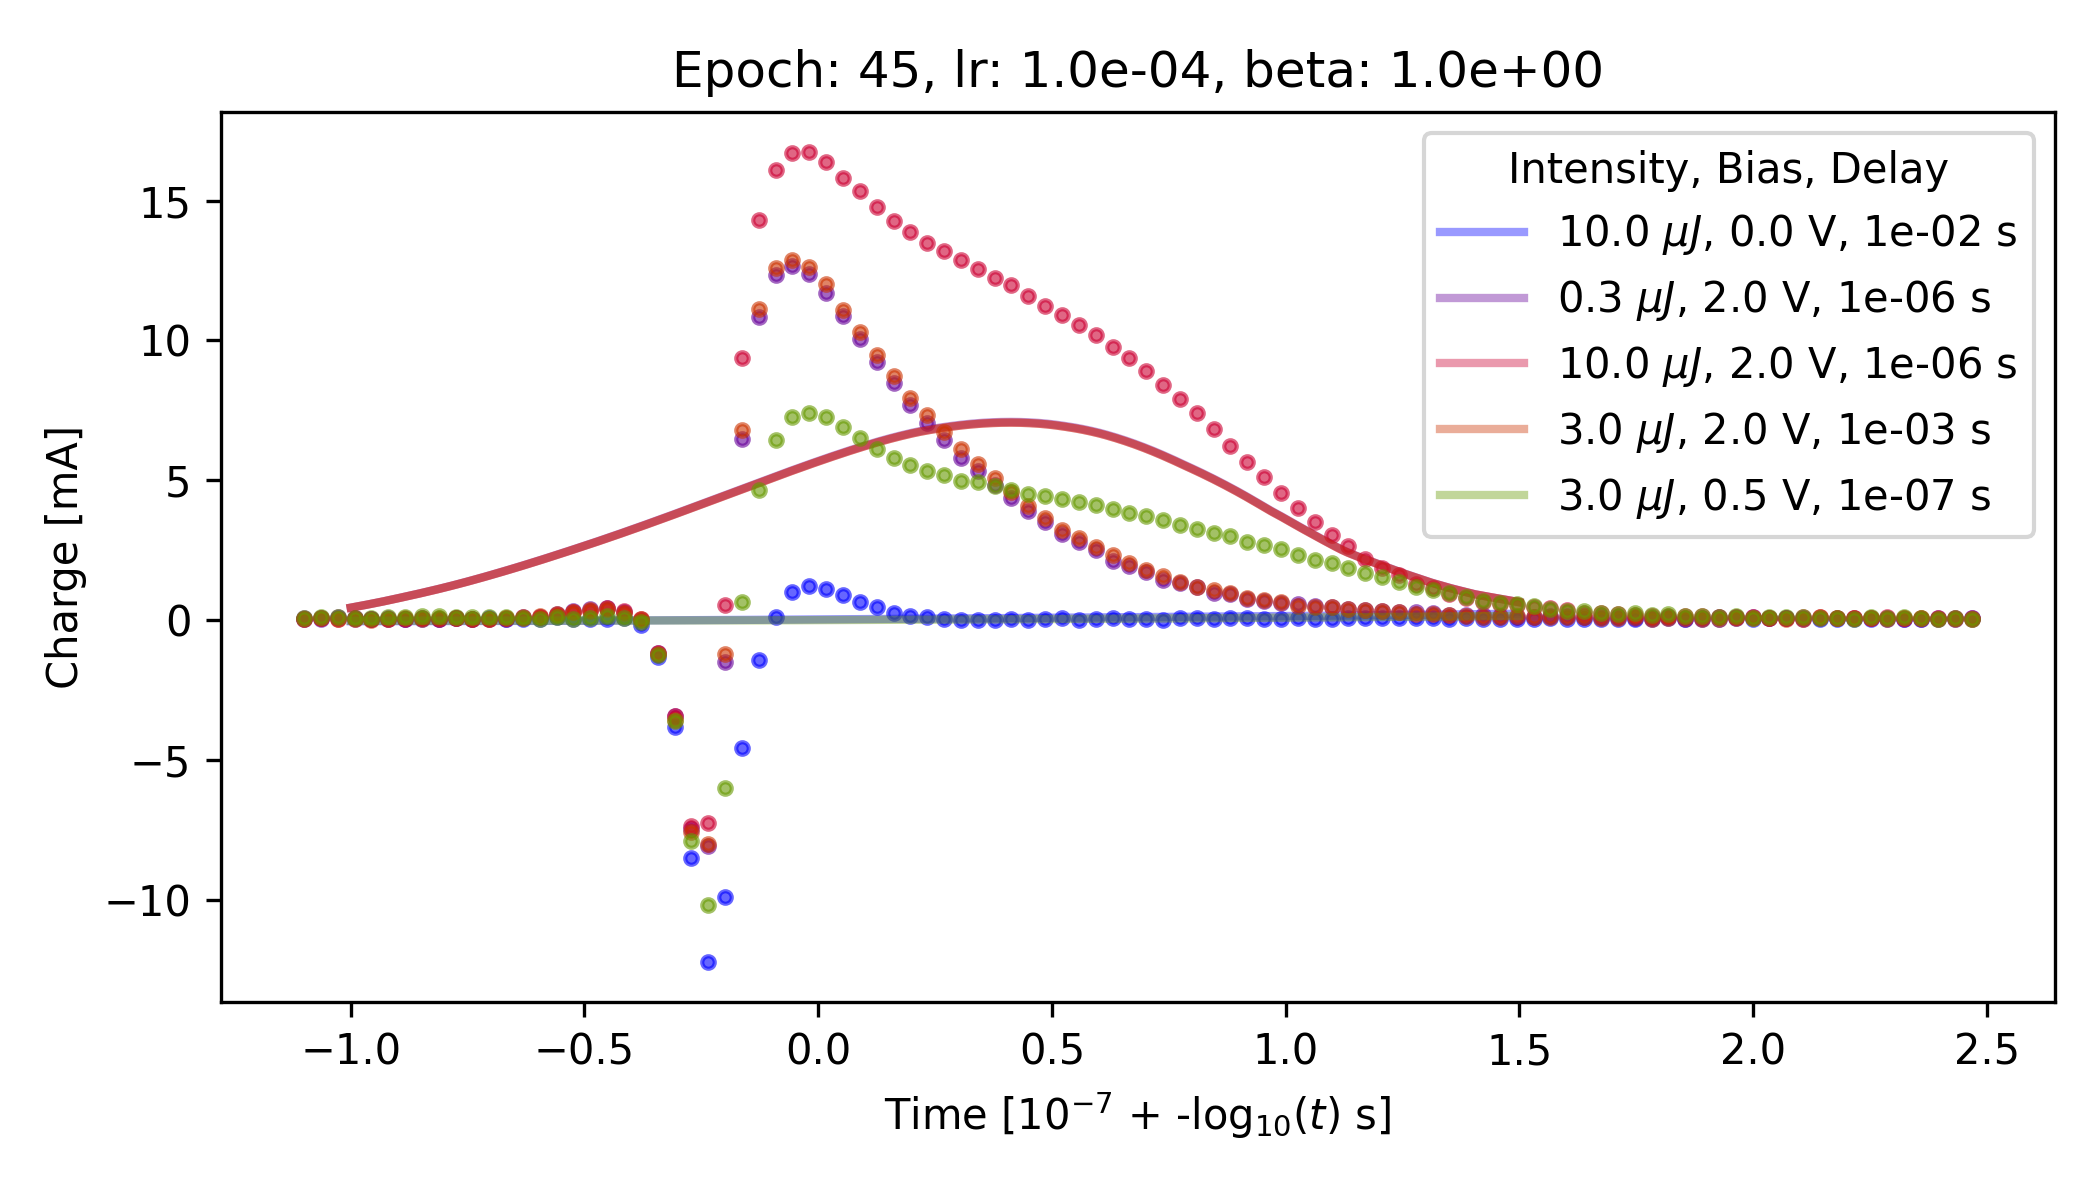 Epoch: 45, lr: 1.0e-04, beta: 1.0e+00
Charge [mA]
15
10
5
0
−5
−10
Intensity, Bias, Delay
10.0 μJ, 0.0 V, 1e-02 s
0.3 μJ, 2.0 V, 1e-06 s
10.0 μJ, 2.0 V, 1e-06 s
3.0 μJ, 2.0 V, 1e-03 s
3.0 μJ, 0.5 V, 1e-07 s
−1.0 −0.5 0.0 0.5 1.0 1.5 2.0 2.5
Time [10⁻⁷ + -log₁₀(t) s]